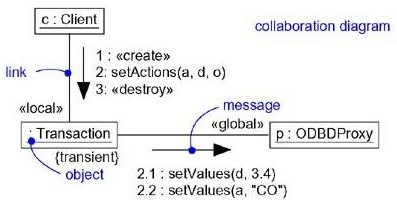 c : Client
collaboration diagram
1 : «create»
2: setActions(a, d, o)
3: «destroy»
link
«local»
message
«global»
: Transaction
p : ODBDProxy
{transient}
object
2.1 : setValues(d, 3.4)
2.2 : setValues(a, "CO")